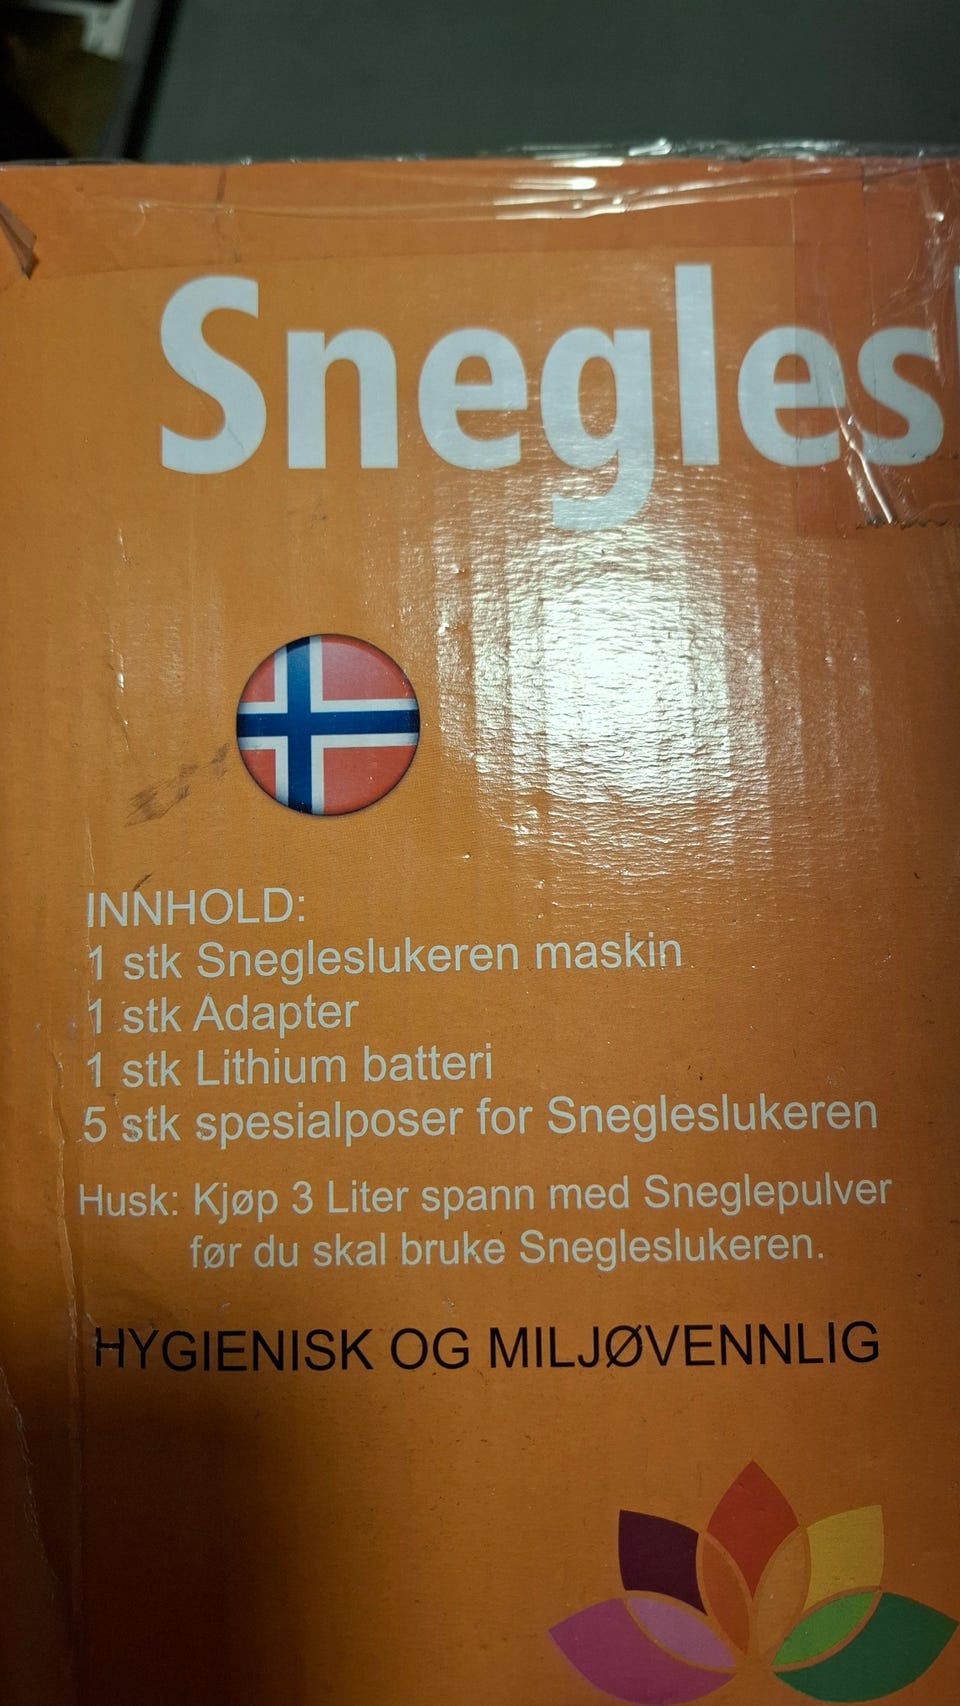 Snegles
INNHOLD:
1 stk Snegleslukeren maskin
1 stk Adapter
1 stk Lithium batteri
5 stk spesialposer for Snegleslukeren
Husk: Kjøp 3 Liter spann med Sneglepulver
før du skal bruke Snegleslukeren.
HYGIENISK OG MILJØVENNLIG